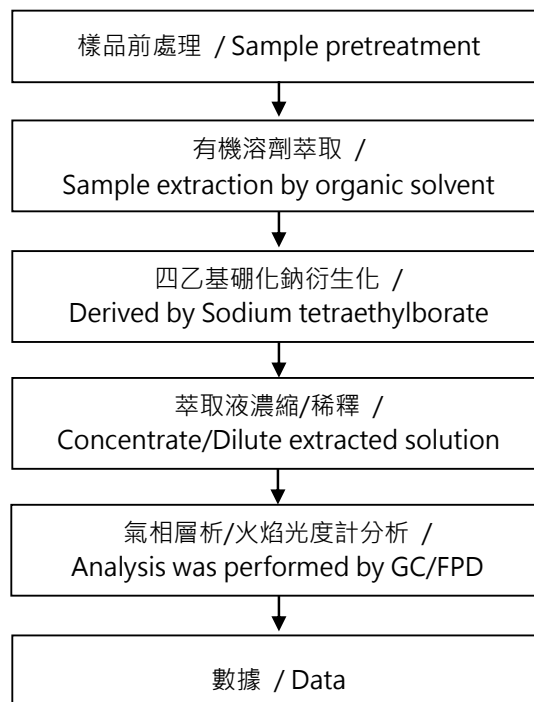 樣品前處理 / Sample pretreatment
有機溶劑萃取 /
Sample extraction by organic solvent
四乙基硼化鈉衍生化 /
Derived by Sodium tetraethylborate
萃取液濃縮/稀釋 /
Concentrate/Dilute extracted solution
氣相層析/火焰光度計分析 /
Analysis was performed by GC/FPD
數據 / Data